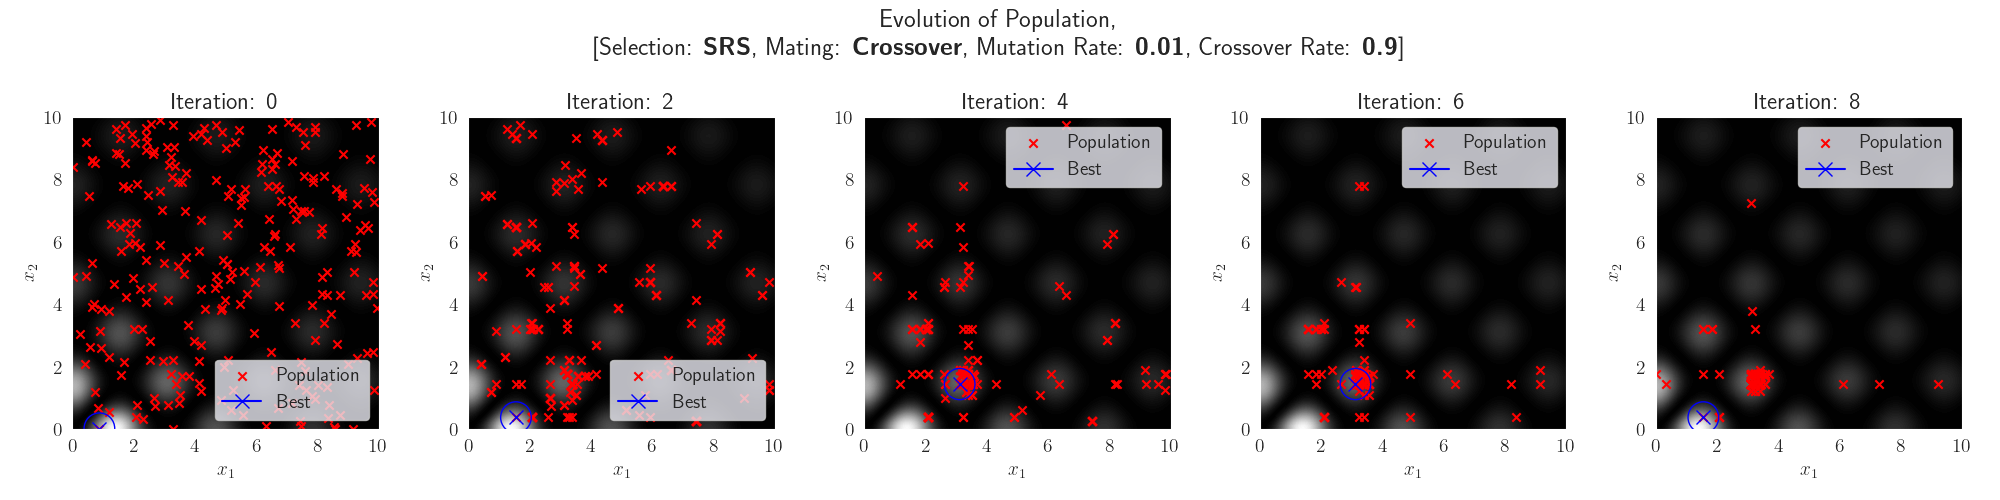 Evolution of Population,
[Selection: SRS, Mating: Crossover, Mutation Rate: 0.01, Crossover Rate: 0.9]
Iteration: 0
10
8
6
4
2
0
x2
Population
Best
0 2 4 6 8 10
x1
Iteration: 2
10
8
6
4
2
0
x2
Population
Best
0 2 4 6 8 10
x1
Iteration: 4
10
8
6
4
2
0
x2
Population
Best
0 2 4 6 8 10
x1
Iteration: 6
10
8
6
4
2
0
x2
Population
Best
0 2 4 6 8 10
x1
Iteration: 8
10
8
6
4
2
0
x2
Population
Best
0 2 4 6 8 10
x1